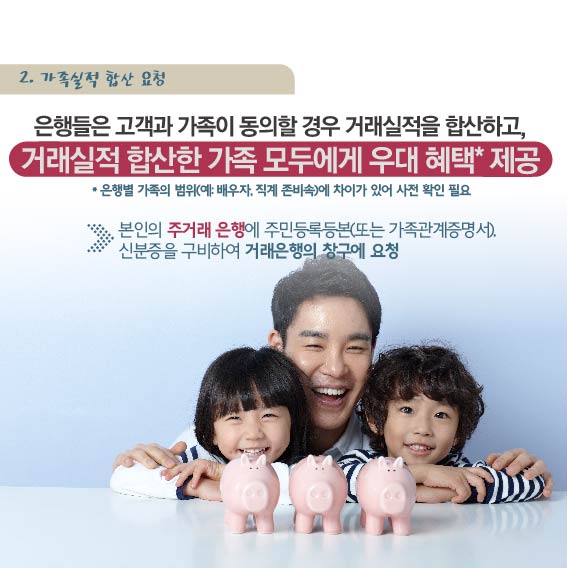 2. 가족실적 합산 요청
은행들은 고객과 가족이 동의할 경우 거래실적을 합산하고,
거래실적 합산한 가족 모두에게 우대 혜택* 제공
* 은행별 가족의 범위(예: 배우자, 직계 존비속)에 차이가 있어 사전 확인 필요
본인의 주거래 은행에 주민등록등본(또는 가족관계증명서),
신분증을 구비하여 거래은행의 창구에 요청